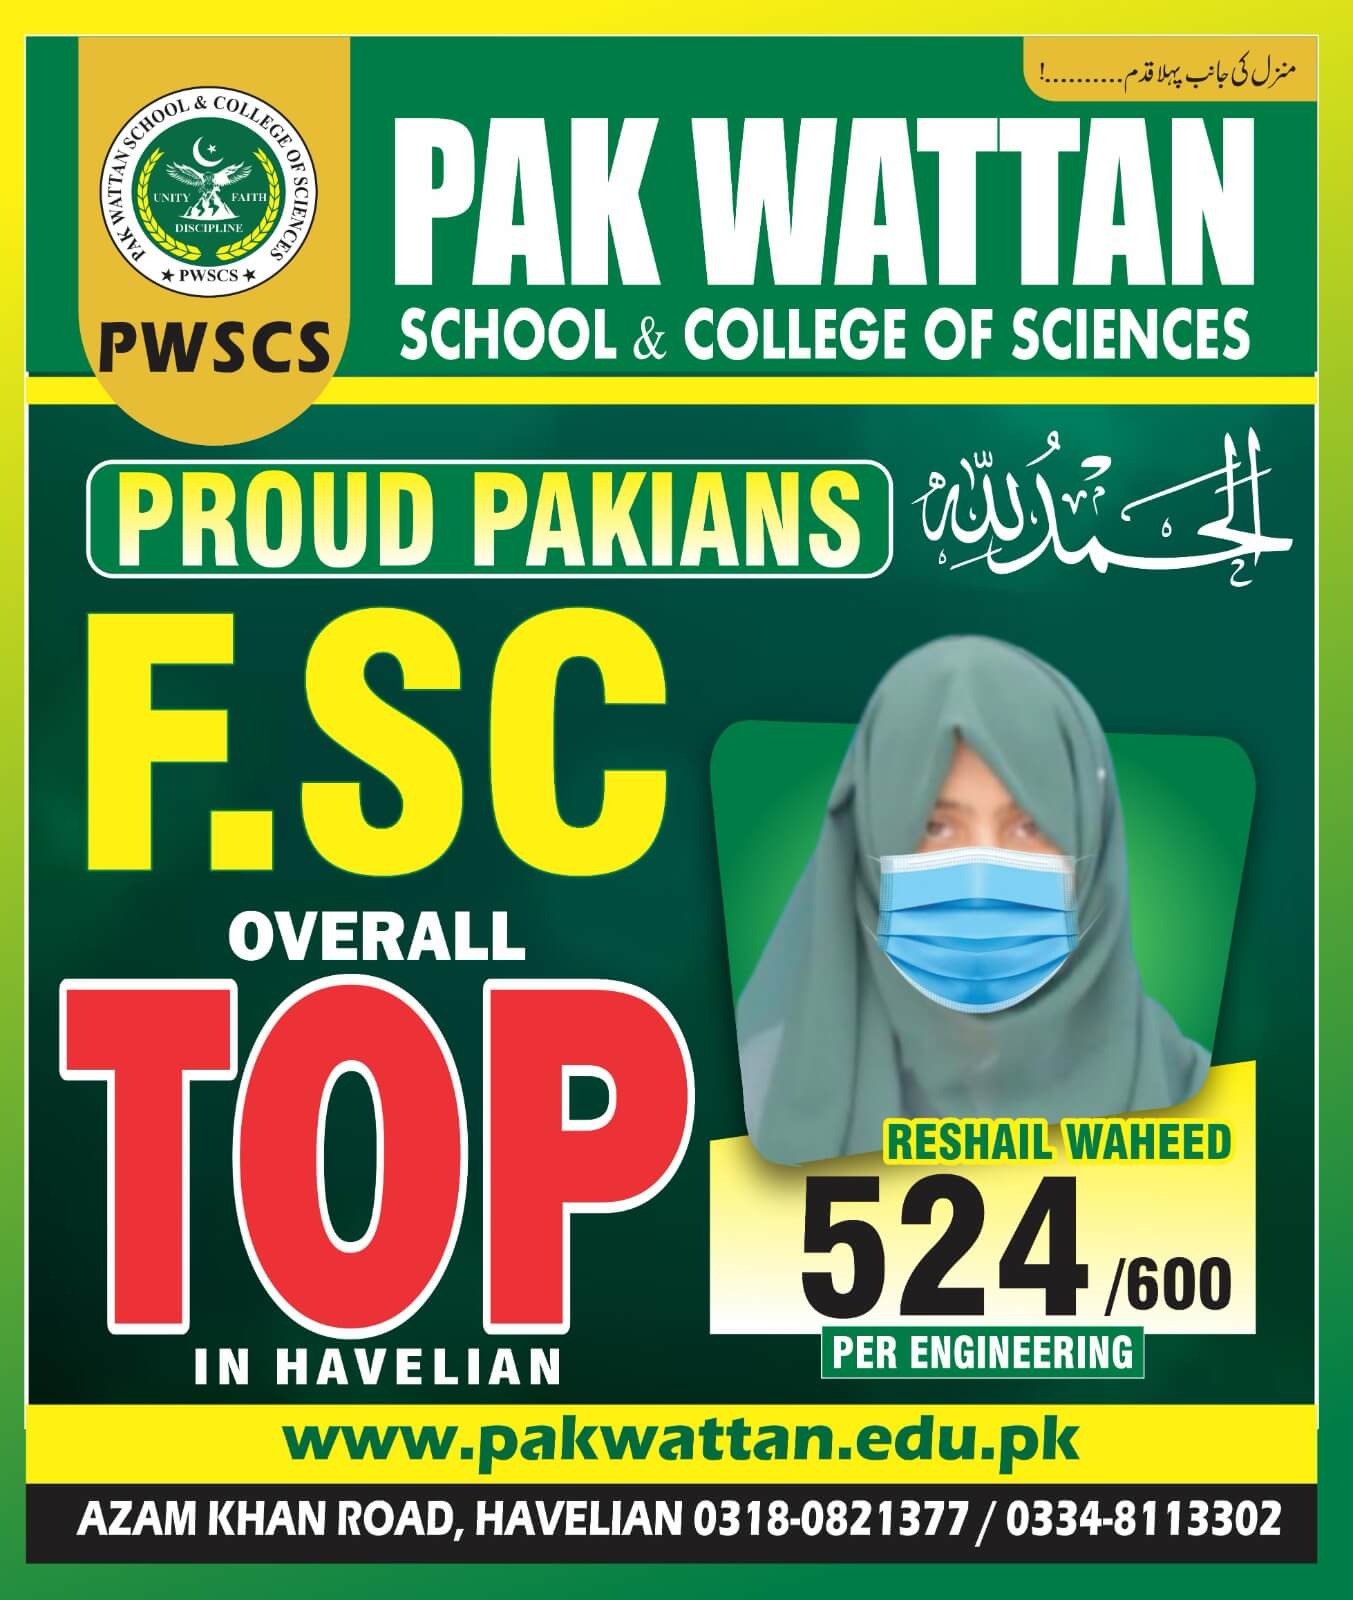 منزل کی جانب پہلا قدم..........!
PAK WATTAN SCHOOL & COLLEGE OF SCIENCES
UNITY FAITH
DISCIPLINE
★ PWSCS ★
PWSCS
PAK WATTAN
SCHOOL & COLLEGE OF SCIENCES
PROUD PAKIANS
الحمدُ للّٰه
F.SC
OVERALL
TOP
IN HAVELIAN
RESHAIL WAHEED
524/600
PER ENGINEERING
www.pakwattan.edu.pk
AZAM KHAN ROAD, HAVELIAN 0318-0821377 / 0334-8113302